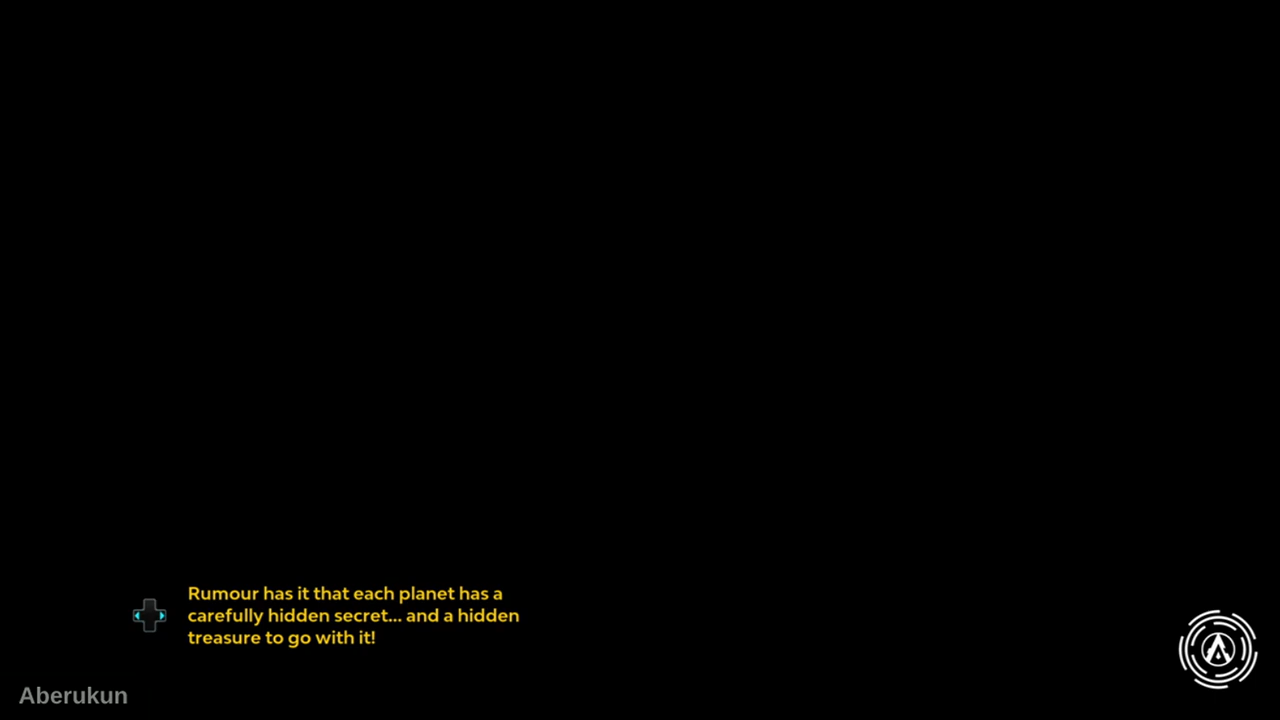 Rumour has it that each planet has a
carefully hidden secret... and a hidden
treasure to go with it!
Aberukun